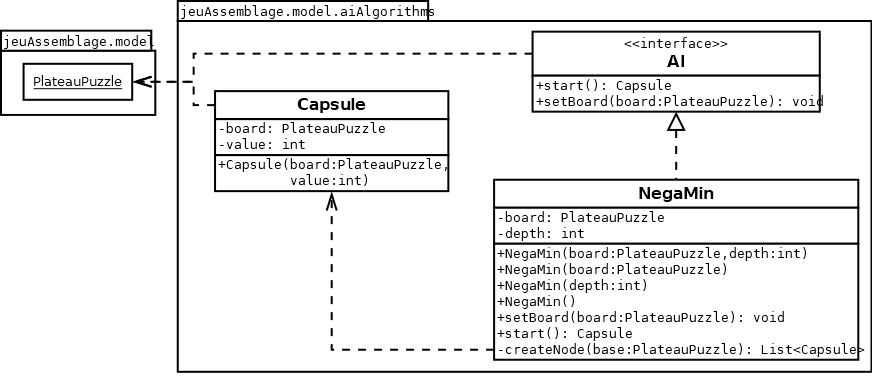 jeuAssemblage.model.aiAlgorithms
jeuAssemblage.model
PlateauPuzzle
<<interface>>
AI
+start(): Capsule
+setBoard(board:PlateauPuzzle): void
Capsule
-board: PlateauPuzzle
-value: int
+Capsule(board:PlateauPuzzle,
value:int)
NegaMin
-board: PlateauPuzzle
-depth: int
+NegaMin(board:PlateauPuzzle,depth:int)
+NegaMin(board:PlateauPuzzle)
+NegaMin(depth:int)
+NegaMin()
+setBoard(board:PlateauPuzzle): void
+start(): Capsule
-createNode(base:PlateauPuzzle): List<Capsule>